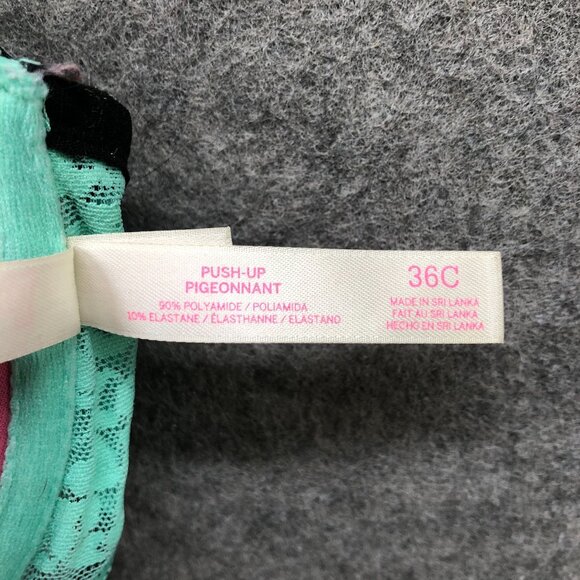 PUSH-UP
PIGEONNANT
90% POLYAMIDE / POLIAMIDA
10% ELASTANE / ÉLASTHANNE / ELASTANO
36C
MADE IN SRI LANKA
FAIT AU SRI LANKA
HECHO EN SRI LANKA